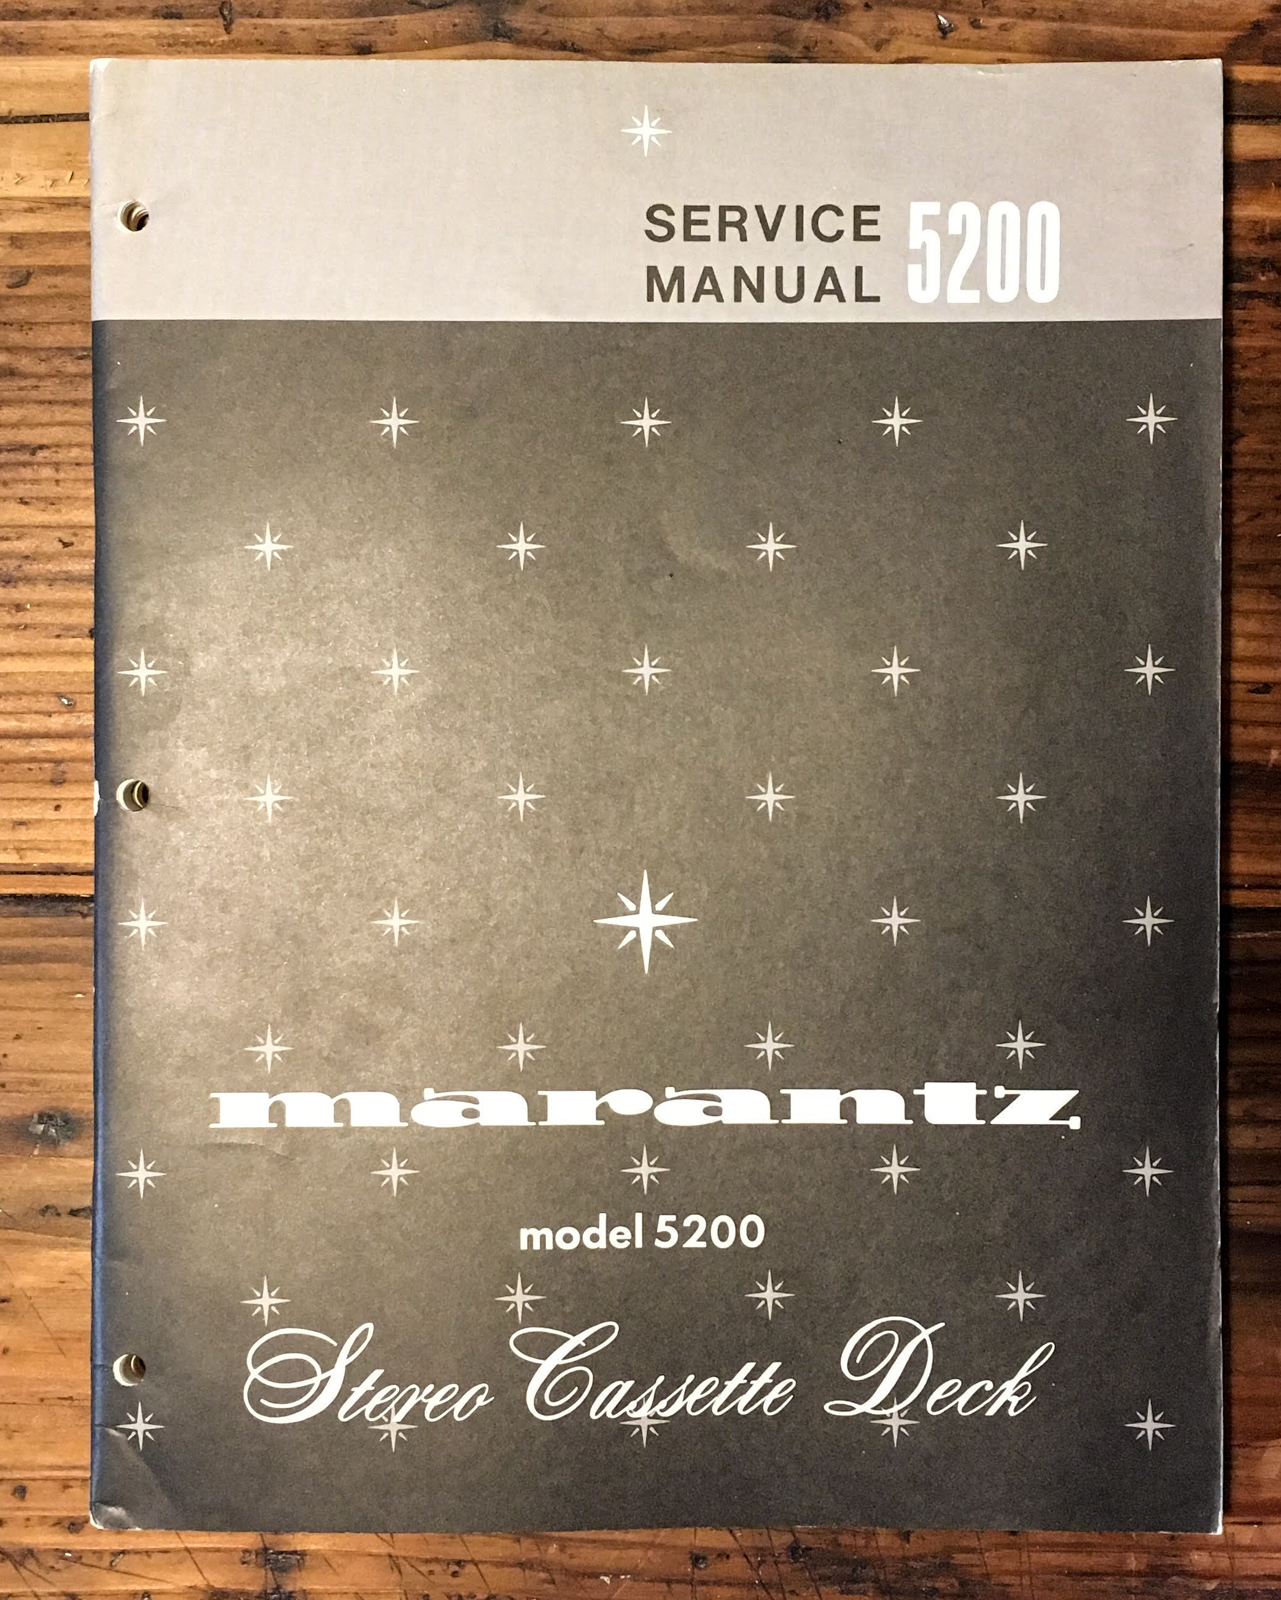 SERVICE 5200
MANUAL
marantz
model 5200
Stereo Cassette Deck